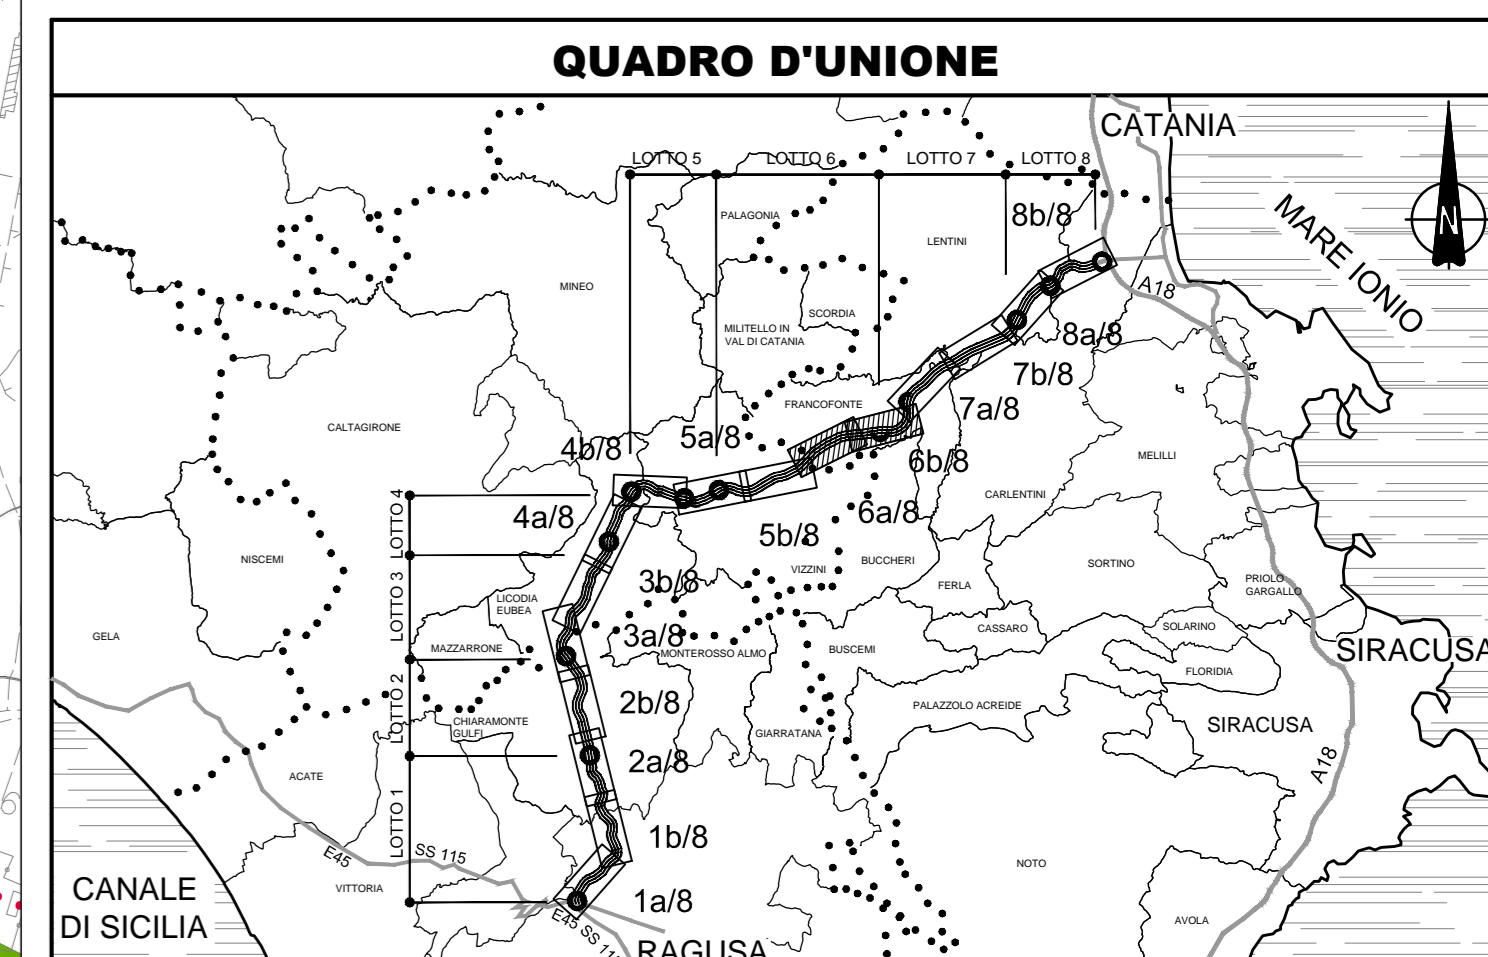 QUADRO D'UNIONE
CATANIA
LOTTO 5
LOTTO 6
LOTTO 7
LOTTO 8
8b/8
PALAGONIA
LENTINI
N
MARE IONIO
MINEO
A18
SCORDIA
MILITELLO IN
VAL DI CATANIA
8a/8
7b/8
FRANCOFONTE
7a/8
CALTAGIRONE
5a/8
4b/8
6b/8
MELILLI
CARLENTINI
LOTTO 4
4a/8
6a/8
5b/8
NISCEMI
VIZZINI
BUCCHERI
SORTINO
FERLA
PRIOLO
GARGALLO
3b/8
LOTTO 3
LICODIA
EUBEA
GELA
3a/8
CASSARO
SOLARINO
MAZZARRONE
MONTEROSSO ALMO
BUSCEMI
SIRACUSA
FLORIDIA
LOTTO 2
2b/8
PALAZZOLO ACREIDE
CHIARAMONTE
GULFI
GIARRATANA
SIRACUSA
2a/8
A18
ACATE
LOTTO 1
1b/8
E45
SS 115
NOTO
CANALE
DI SICILIA
VITTORIA
1a/8
AVOLA
E45 SS 11
RAGUSA